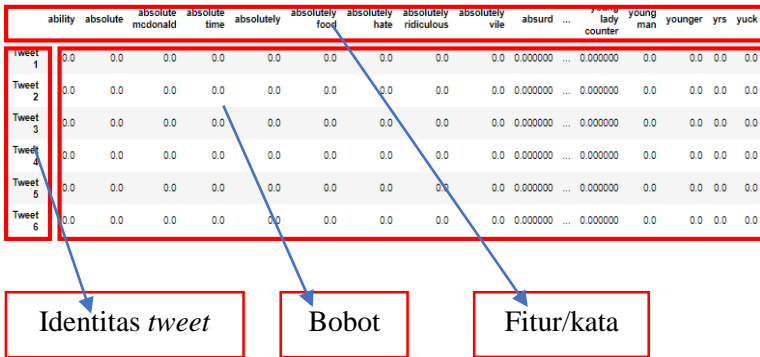 ability absolute absolute mcdonald absolute time absolutely absolutely food absolutely hate absolutely ridiculous absolutely vile absurd ... young lady counter young man younger yrs yuck
Tweet 1 0.0 0.0 0.0 0.0 0.0 0.0 0.0 0.0 0.0 0.000000 ... 0.000000 0.0 0.0 0.0 0.0
Tweet 2 0.0 0.0 0.0 0.0 0.0 0.0 0.0 0.0 0.0 0.000000 ... 0.000000 0.0 0.0 0.0 0.0
Tweet 3 0.0 0.0 0.0 0.0 0.0 0.0 0.0 0.0 0.0 0.000000 ... 0.000000 0.0 0.0 0.0 0.0
Tweet 4 0.0 0.0 0.0 0.0 0.0 0.0 0.0 0.0 0.0 0.000000 ... 0.000000 0.0 0.0 0.0 0.0
Tweet 5 0.0 0.0 0.0 0.0 0.0 0.0 0.0 0.0 0.0 0.000000 ... 0.000000 0.0 0.0 0.0 0.0
Tweet 6 0.0 0.0 0.0 0.0 0.0 0.0 0.0 0.0 0.0 0.000000 ... 0.000000 0.0 0.0 0.0 0.0
Identitas tweet Bobot Fitur/kata